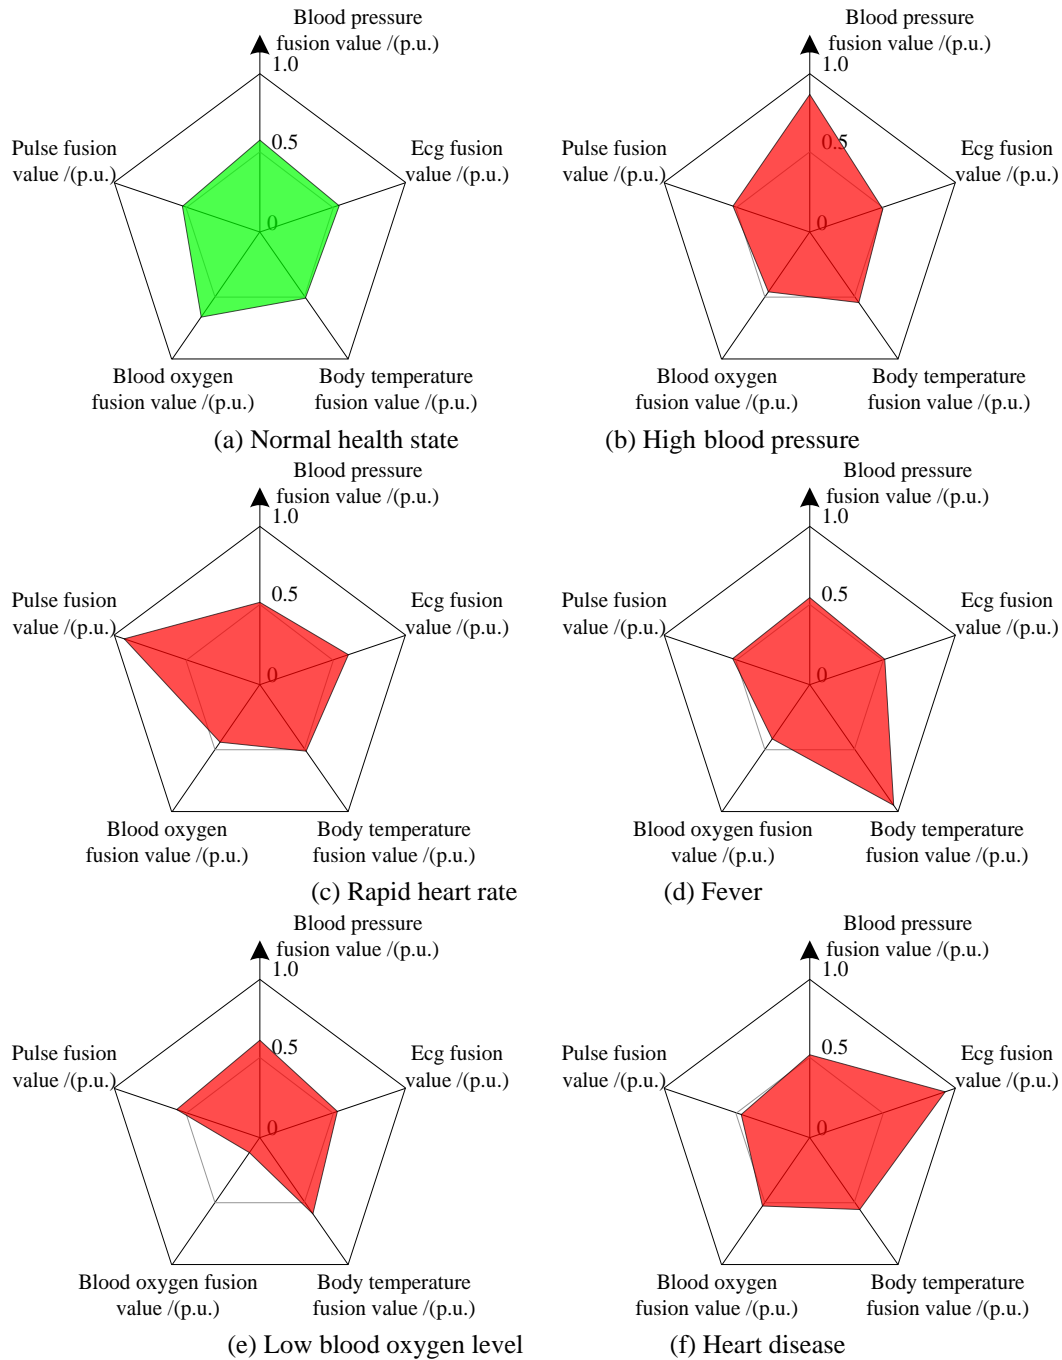 Blood pressure
fusion value /(p.u.)
1.0
0.5
0
Pulse fusion
value /(p.u.)
Ecg fusion
value /(p.u.)
Blood oxygen
fusion value /(p.u.)
Body temperature
fusion value /(p.u.)
(a) Normal health state
Blood pressure
fusion value /(p.u.)
1.0
0.5
0
Pulse fusion
value /(p.u.)
Ecg fusion
value /(p.u.)
Blood oxygen
fusion value /(p.u.)
Body temperature
fusion value /(p.u.)
(b) High blood pressure
Blood pressure
fusion value /(p.u.)
1.0
0.5
0
Pulse fusion
value /(p.u.)
Ecg fusion
value /(p.u.)
Blood oxygen
fusion value /(p.u.)
Body temperature
fusion value /(p.u.)
(c) Rapid heart rate
Blood pressure
fusion value /(p.u.)
1.0
0.5
0
Pulse fusion
value /(p.u.)
Ecg fusion
value /(p.u.)
Blood oxygen fusion
value /(p.u.)
Body temperature
fusion value /(p.u.)
(d) Fever
Blood pressure
fusion value /(p.u.)
1.0
0.5
0
Pulse fusion
value /(p.u.)
Ecg fusion
value /(p.u.)
Blood oxygen fusion
value /(p.u.)
Body temperature
fusion value /(p.u.)
(e) Low blood oxygen level
Blood pressure
fusion value /(p.u.)
1.0
0.5
0
Pulse fusion
value /(p.u.)
Ecg fusion
value /(p.u.)
Blood oxygen
fusion value /(p.u.)
Body temperature
fusion value /(p.u.)
(f) Heart disease